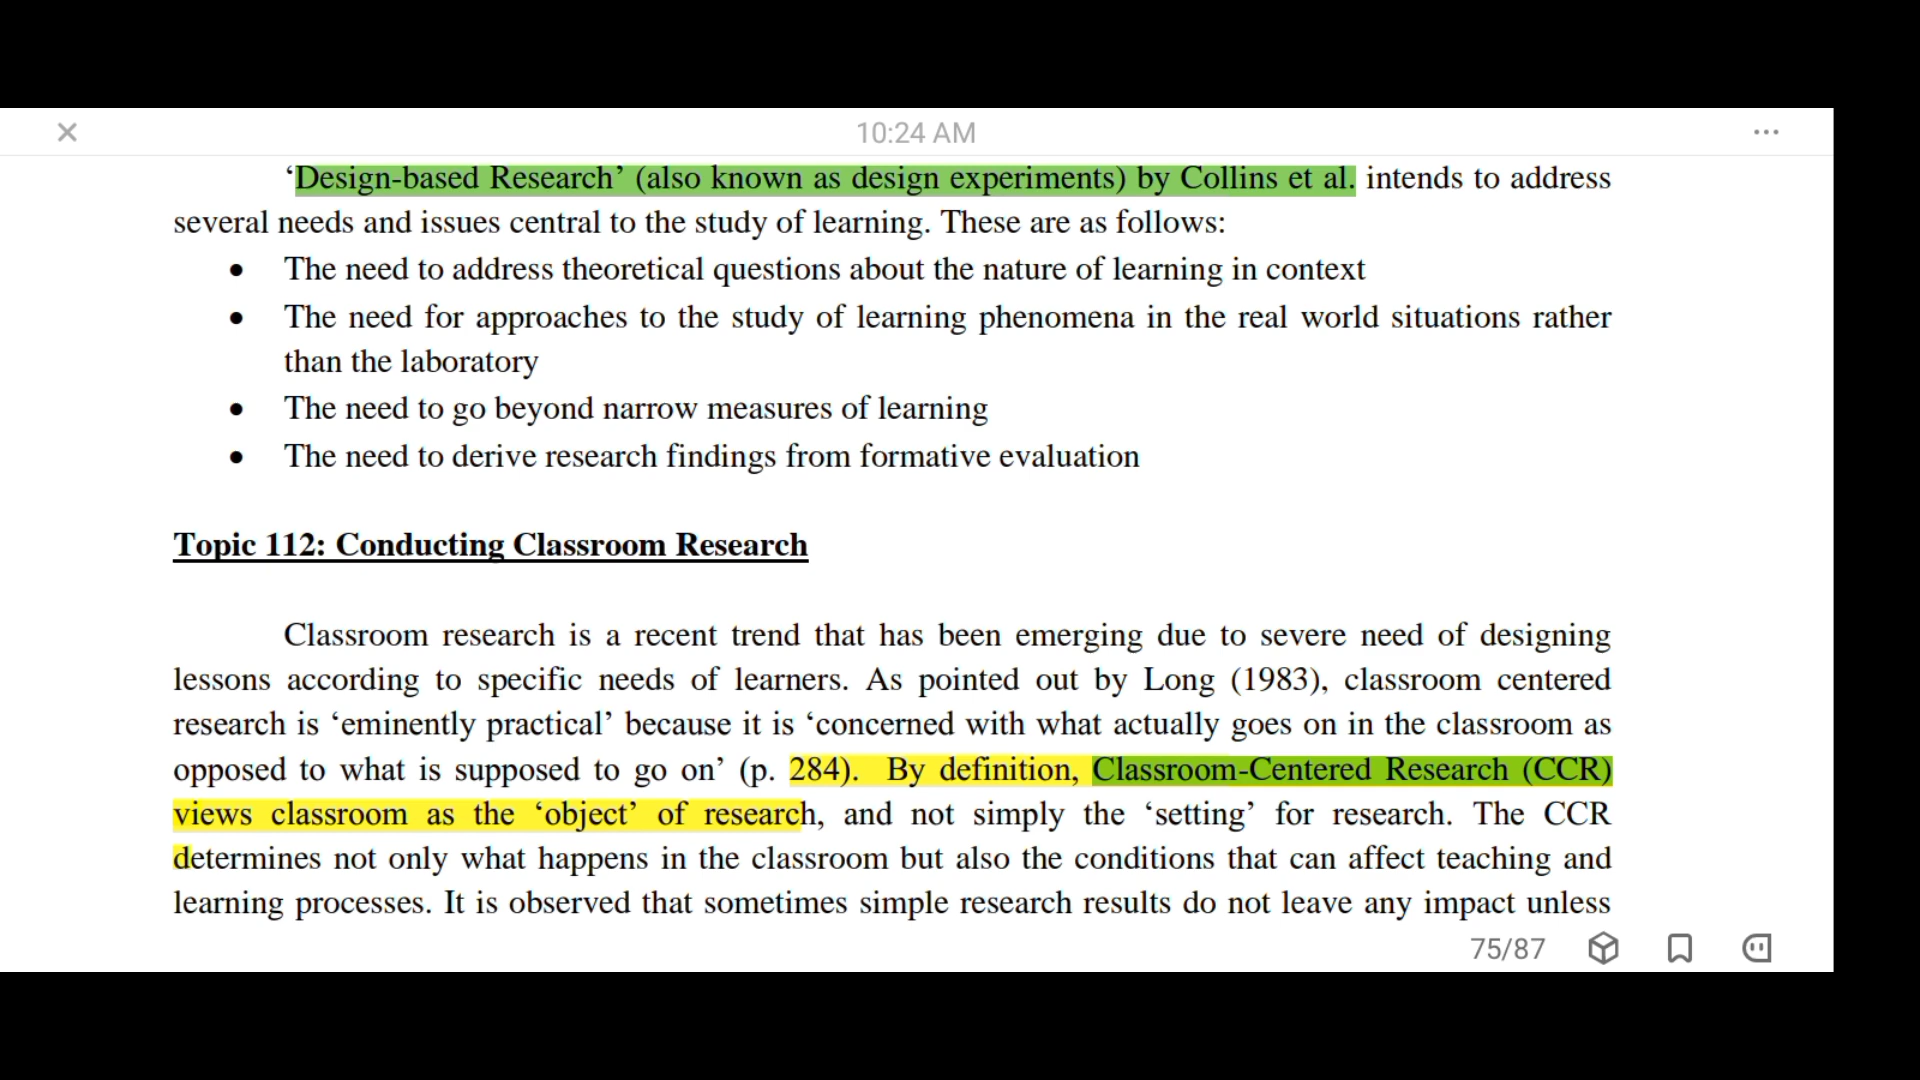 10:24 AM
‘Design-based Research’ (also known as design experiments) by Collins et al. intends to address
several needs and issues central to the study of learning. These are as follows:
• The need to address theoretical questions about the nature of learning in context
• The need for approaches to the study of learning phenomena in the real world situations rather
than the laboratory
• The need to go beyond narrow measures of learning
• The need to derive research findings from formative evaluation
Topic 112: Conducting Classroom Research
Classroom research is a recent trend that has been emerging due to severe need of designing
lessons according to specific needs of learners. As pointed out by Long (1983), classroom centered
research is ‘eminently practical’ because it is ‘concerned with what actually goes on in the classroom as
opposed to what is supposed to go on’ (p. 284). By definition, Classroom-Centered Research (CCR)
views classroom as the ‘object’ of research, and not simply the ‘setting’ for research. The CCR
determines not only what happens in the classroom but also the conditions that can affect teaching and
learning processes. It is observed that sometimes simple research results do not leave any impact unless
75/87